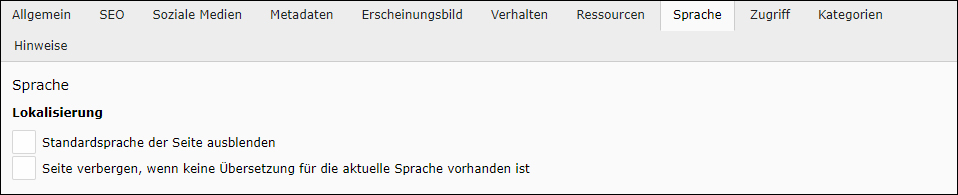 Allgemein SEO Soziale Medien Metadaten Erscheinungsbild Verhalten Ressourcen Sprache Zugriff Kategorien
Hinweise
Sprache
Lokalisierung
Standardsprache der Seite ausblenden
Seite verbergen, wenn keine Übersetzung für die aktuelle Sprache vorhanden ist